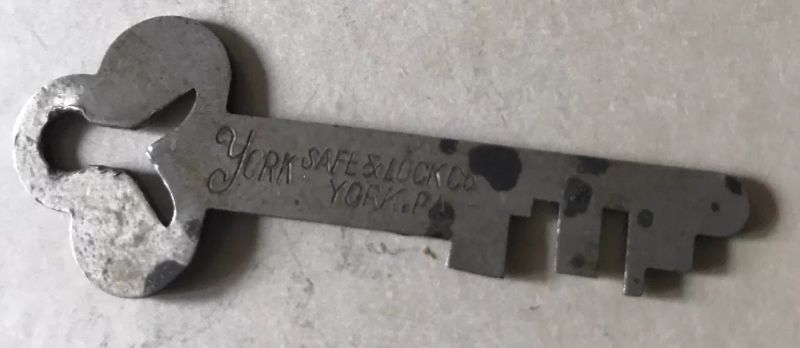 York SAFE & LOCK CO.
YORK, PA